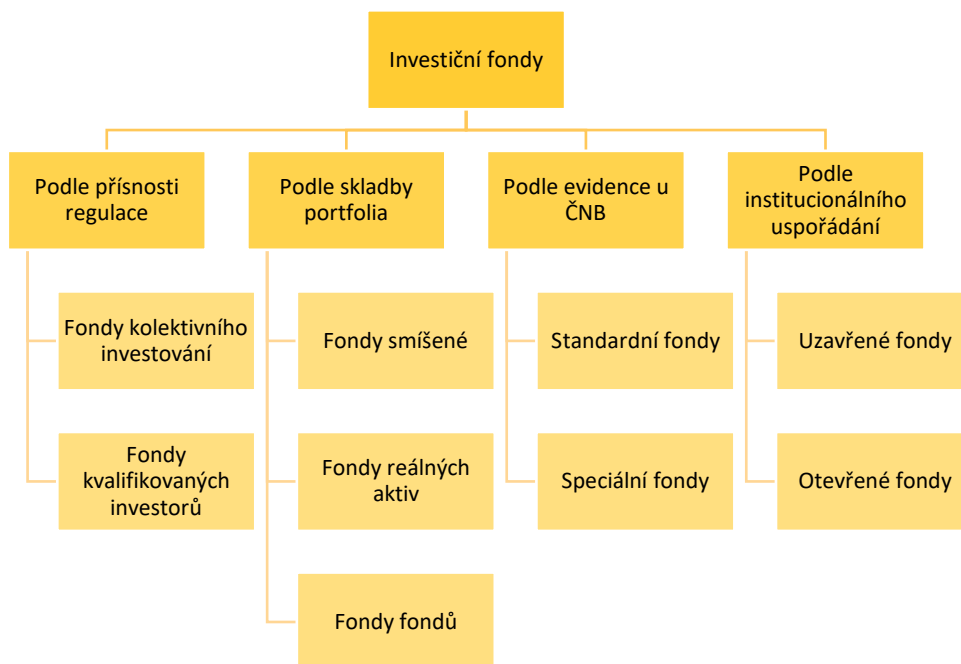 Investiční fondy
Podle přísnosti
regulace
Podle skladby
portfolia
Podle evidence u
ČNB
Podle
institucionálního
uspořádání
Fondy kolektivního
investování
Fondy smíšené
Standardní fondy
Uzavřené fondy
Fondy
kvalifikovaných
investorů
Fondy reálných
aktiv
Speciální fondy
Otevřené fondy
Fondy fondů